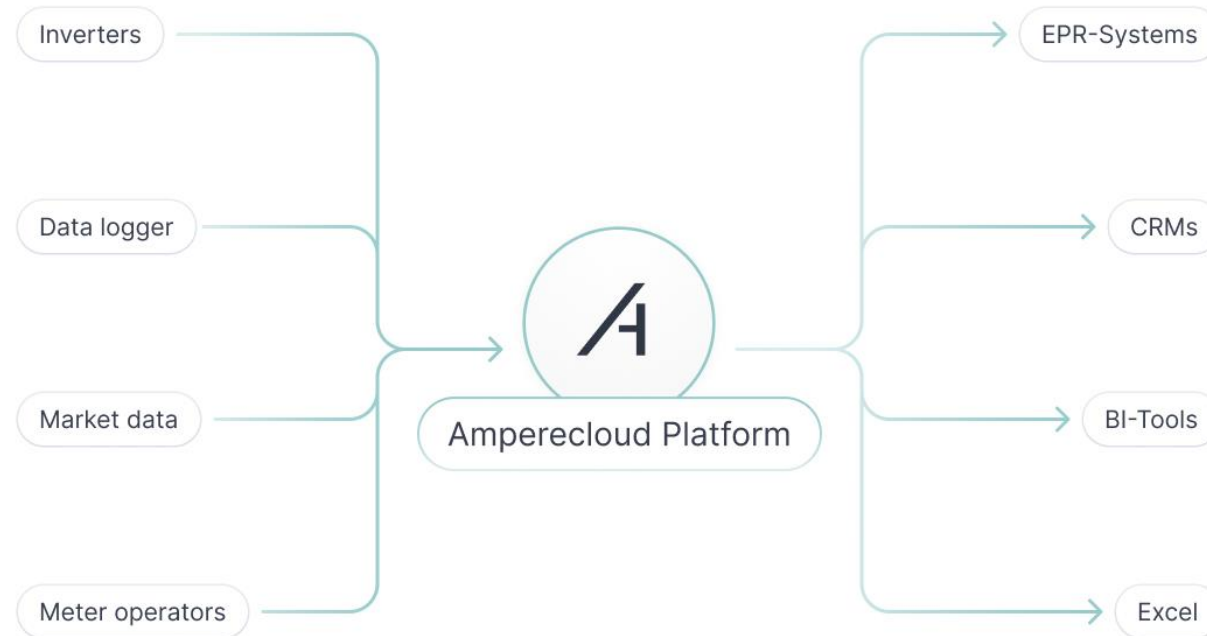 Inverters
EPR-Systems
Data logger
CRMs
Amperecloud Platform
Market data
BI-Tools
Meter operators
Excel